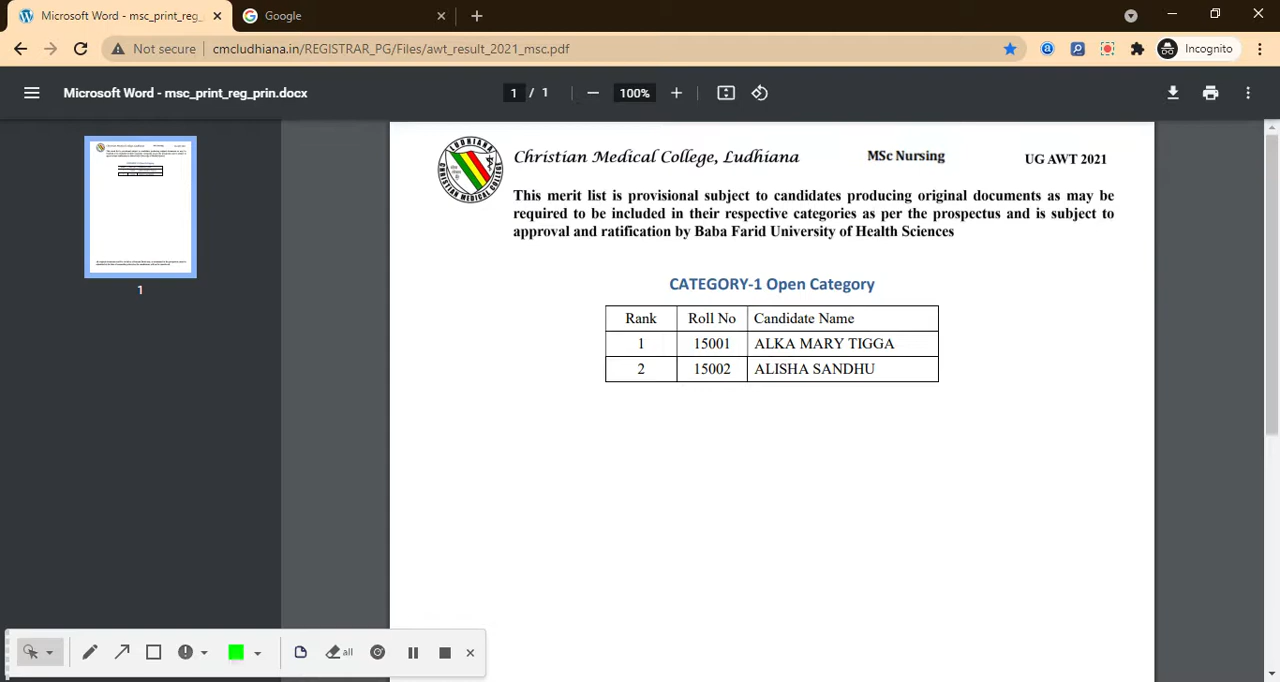 Microsoft Word - msc_print_reg_
Google
Not secure
cmcludhiana.in/REGISTRAR_PG/Files/awt_result_2021_msc.pdf
Incognito
Microsoft Word - msc_print_reg_prin.docx
1 / 1
100%
LUDHIANA
CHRISTIAN MEDICAL COLLEGE
Christian Medical College, Ludhiana
MSc Nursing
UG AWT 2021
This merit list is provisional subject to candidates producing original documents as may be
required to be included in their respective categories as per the prospectus and is subject to
approval and ratification by Baba Farid University of Health Sciences
CATEGORY-1 Open Category
Rank Roll No Candidate Name
1 15001 ALKA MARY TIGGA
2 15002 ALISHA SANDHU
1
all